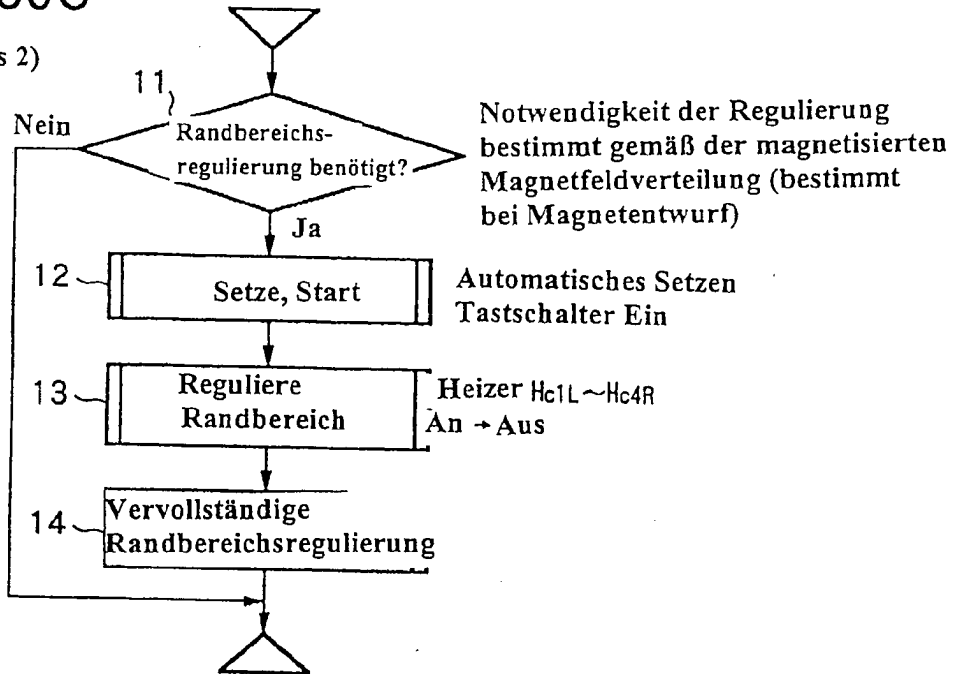 s 2)
11
Nein
Randbereichs-
regulierung benötigt?
Notwendigkeit der Regulierung
bestimmt gemäß der magnetisierten
Magnetfeldverteilung (bestimmt
bei Magnetentwurf)
Ja
12
Setze, Start
Automatisches Setzen
Tastschalter Ein
13
Reguliere
Randbereich
Heizer Hc1L~Hc4R
An → Aus
14
Vervollständige
Randbereichsregulierung